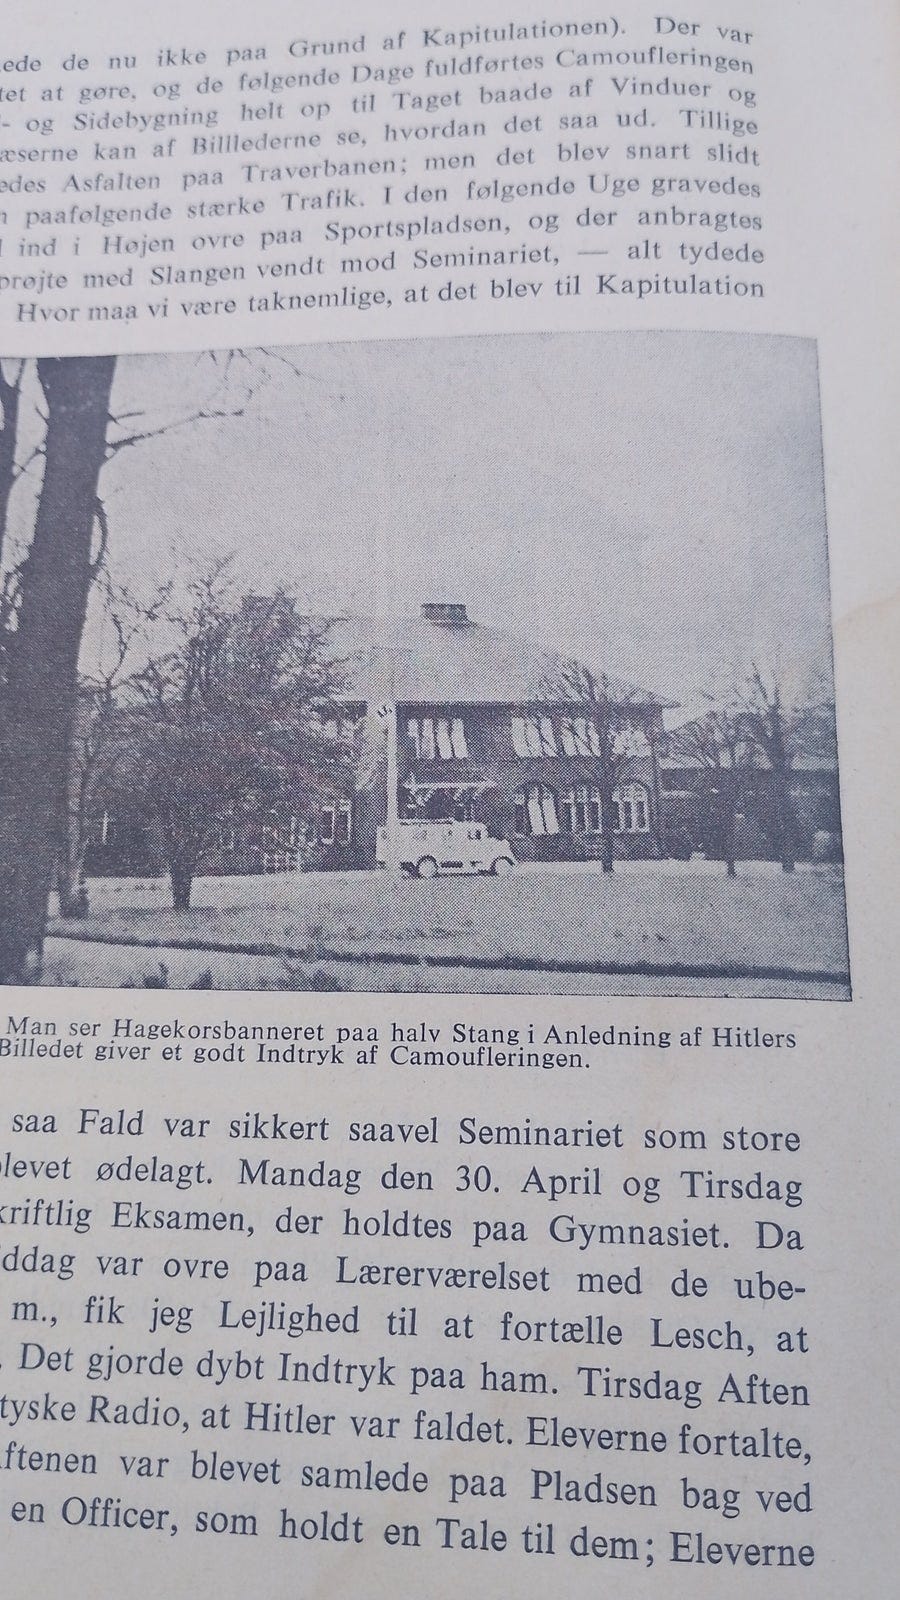 ede de nu ikke paa Grund af Kapitulationen). Der var
tet at gøre, og de følgende Dage fuldførtes Camoufleringen
- og Sidebygning helt op til Taget baade af Vinduer og
æserne kan af Billlederne se, hvordan det saa ud. Tillige
edes Asfalten paa Traverbanen; men det blev snart slidt
paafølgende stærke Trafik. I den følgende Uge gravedes
ind i Højen ovre paa Sportspladsen, og der anbragtes
prøjte med Slangen vendt mod Seminariet, — alt tydede
Hvor maa vi være taknemlige, at det blev til Kapitulation
Man ser Hagekorsbanneret paa halv Stang i Anledning af Hitlers
Billedet giver et godt Indtryk af Camoufleringen.
saa Fald var sikkert saavel Seminariet som store
blevet ødelagt. Mandag den 30. April og Tirsdag
kriftlig Eksamen, der holdtes paa Gymnasiet. Da
ddag var ovre paa Lærerværelset med de ube-
m., fik jeg Lejlighed til at fortælle Lesch, at
. Det gjorde dybt Indtryk paa ham. Tirsdag Aften
tyske Radio, at Hitler var faldet. Eleverne fortalte,
ftenen var blevet samlede paa Pladsen bag ved
en Officer, som holdt en Tale til dem; Eleverne